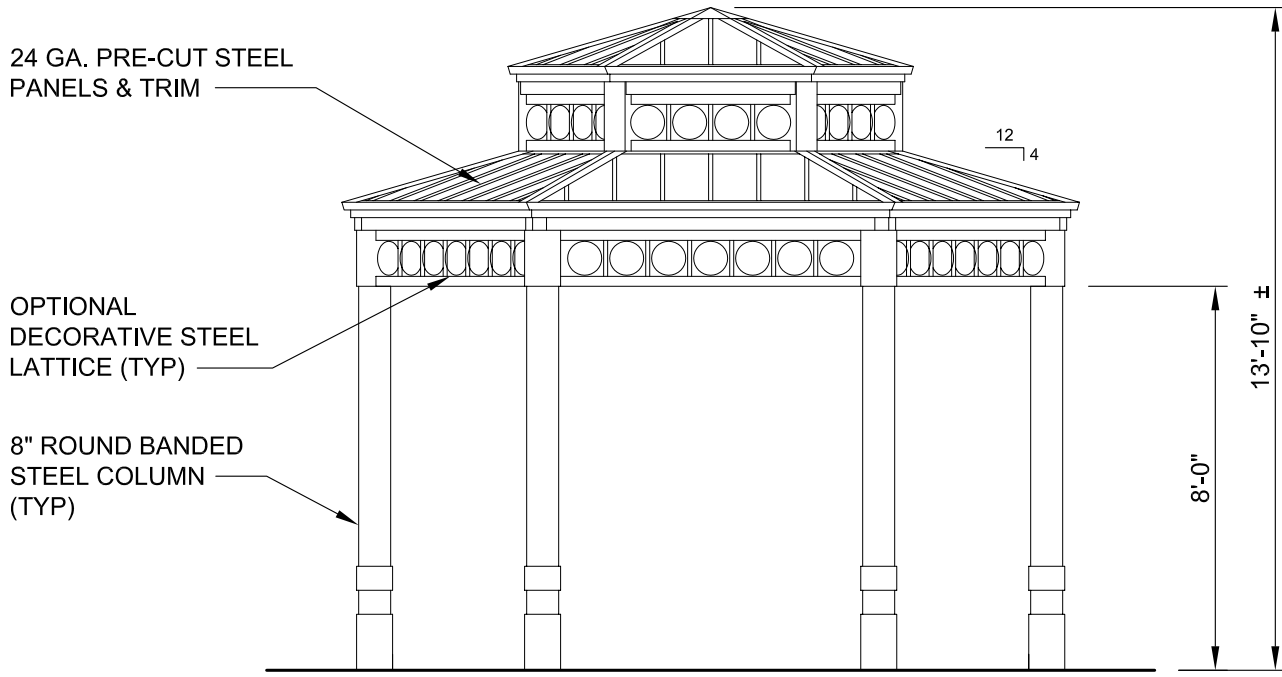 24 GA. PRE-CUT STEEL
PANELS & TRIM
12
4
OPTIONAL
DECORATIVE STEEL
LATTICE (TYP)
8" ROUND BANDED
STEEL COLUMN
(TYP)
8'-0"
13'-10" ±